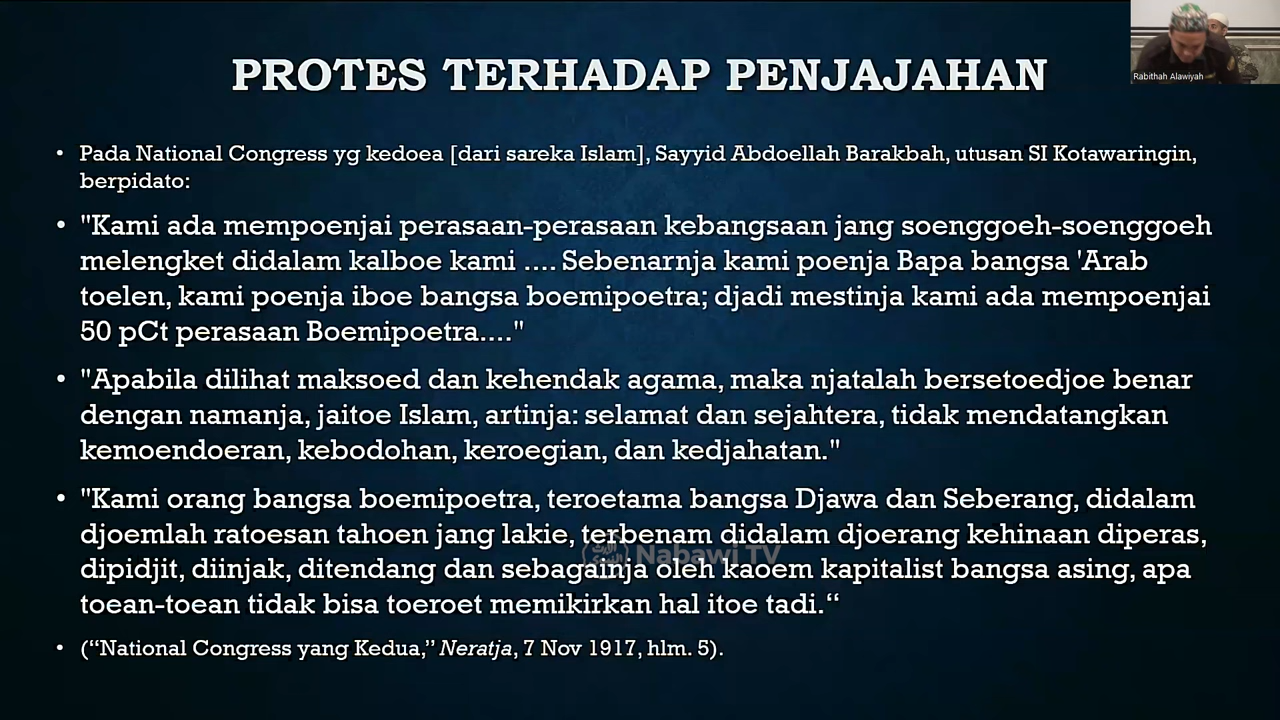 PROTES TERHADAP PENJAJAHAN
Rabithah Alawiyah
• Pada National Congress yg kedoea [dari sareka Islam], Sayyid Abdoellah Barakbah, utusan SI Kotawaringin,
berpidato:
• "Kami ada mempoenjai perasaan-perasaan kebangsaan jang soenggoeh-soenggoeh
melengket didalam kalboe kami .... Sebenarnja kami poenja Bapa bangsa 'Arab
toelen, kami poenja iboe bangsa boemipoetra; djadi mestinja kami ada mempoenjai
50 pCt perasaan Boemipoetra...."
• "Apabila dilihat maksoed dan kehendak agama, maka njatalah bersetoedjoe benar
dengan namanja, jaitoe Islam, artinja: selamat dan sejahtera, tidak mendatangkan
kemoendoeran, kebodohan, keroegian, dan kedjahatan."
• "Kami orang bangsa boemipoetra, teroetama bangsa Djawa dan Seberang, didalam
djoemlah ratoesan tahoen jang lakie, terbenam didalam djoerang kehinaan diperas,
dipidjit, diinjak, ditendang dan sebagainja oleh kaoem kapitalist bangsa asing, apa
toean-toean tidak bisa toeroet memikirkan hal itoe tadi.“
Nabawi TV
• (“National Congress yang Kedua,” Neratja, 7 Nov 1917, hlm. 5).